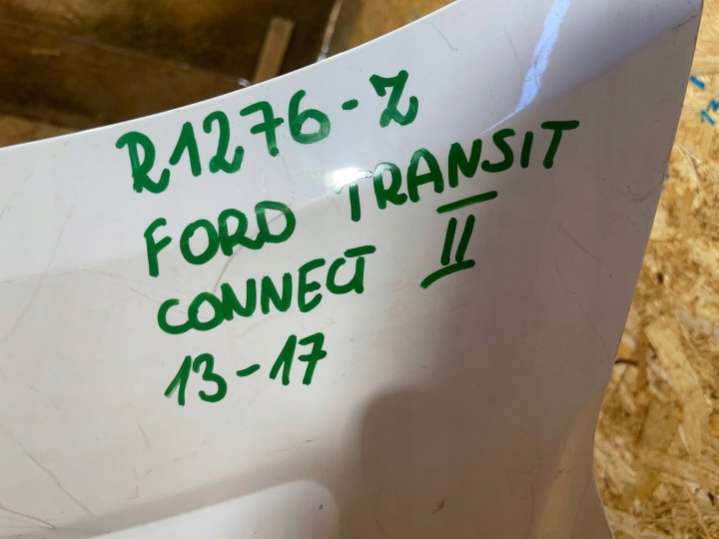 R1276-Z
FORD TRANSIT
CONNECT II
13-17